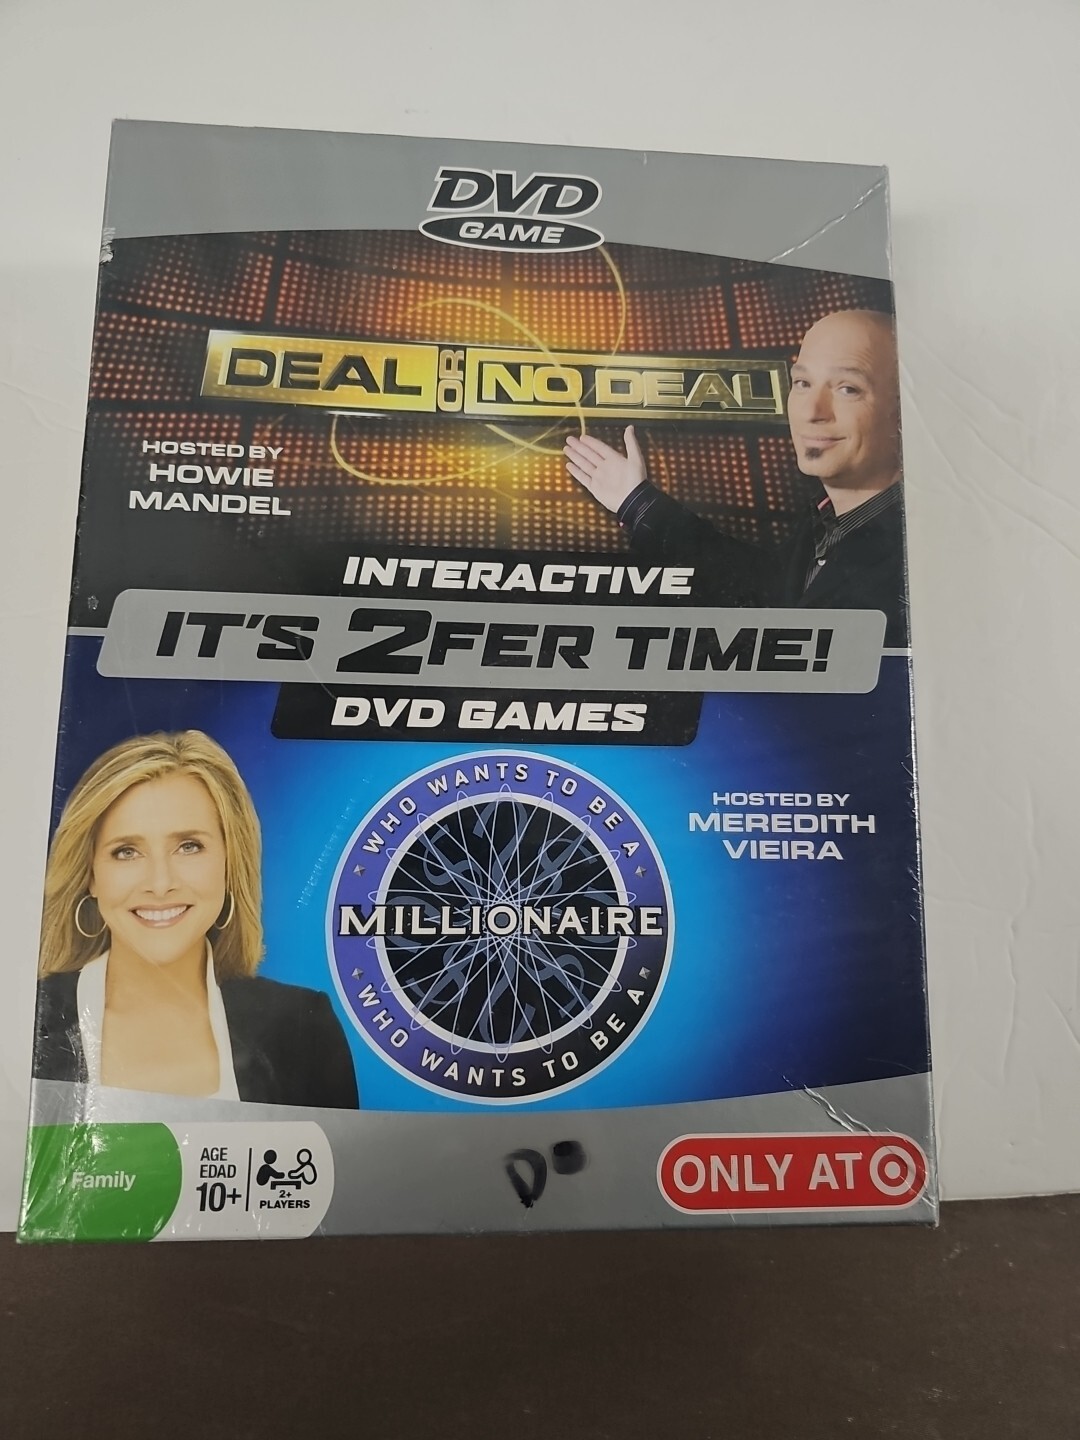 DVD
GAME
DEAL OR NO DEAL
HOSTED BY
HOWIE
MANDEL
INTERACTIVE
IT'S 2FER TIME!
DVD GAMES
WHO WANTS TO BE A
MILLIONAIRE
WHO WANTS TO BE A
HOSTED BY
MEREDITH
VIEIRA
Family
AGE
EDAD
10+
2+
PLAYERS
ONLY AT